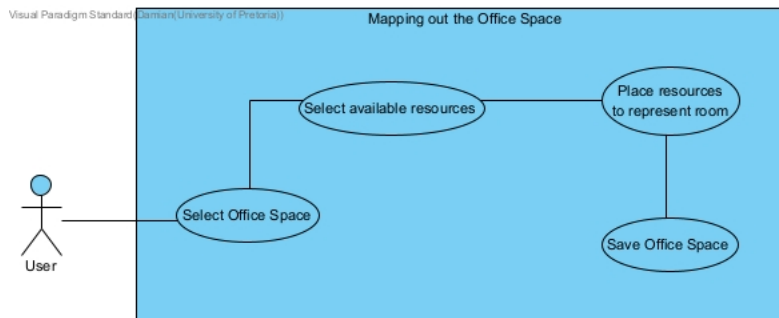 Visual Paradigm Standard(Damian(University of Pretoria))
Mapping out the Office Space
Select available resources
Place resources
to represent room
Select Office Space
Save Office Space
User